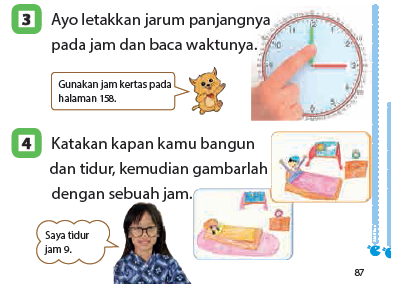 3 Ayo letakkan jarum panjangnya
pada jam dan baca waktunya.
Gunakan jam kertas pada
halaman 158.
4 Katakan kapan kamu bangun
dan tidur, kemudian gambarlah
dengan sebuah jam.
Saya tidur
jam 9.
87